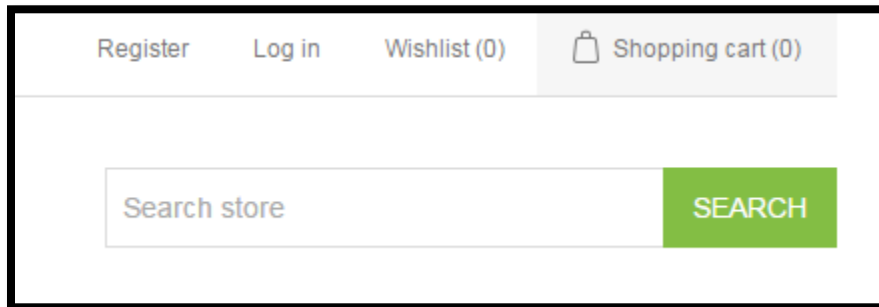 Register Log in Wishlist (0) Shopping cart (0)
Search store SEARCH